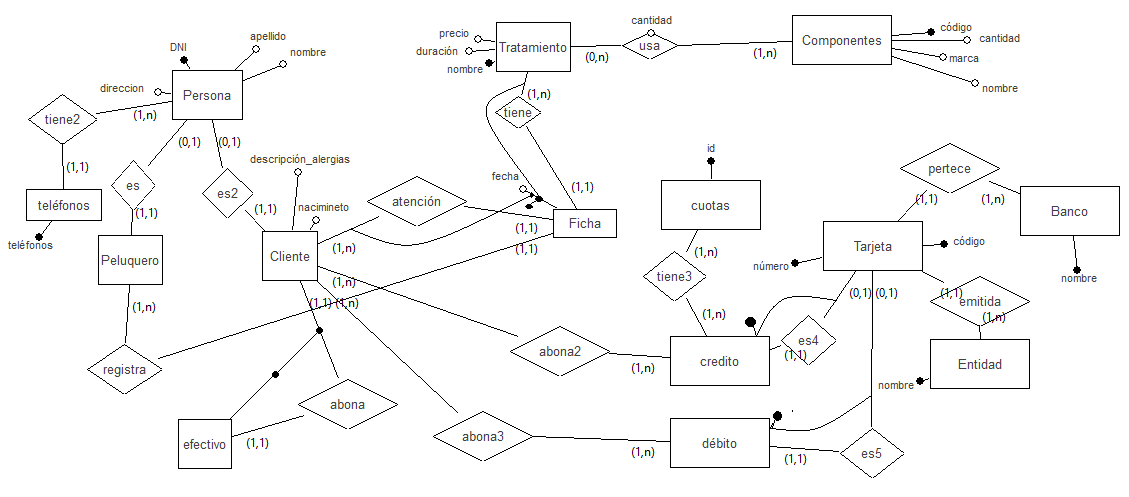 cantidad
precio
Tratamiento
usa
Componentes
código
cantidad
marca
nombre
duración
nombre
(0,n)
(1,n)
apellido
DNI
nombre
direccion
Persona
(1,n)
tiene2
(0,1)
(0,1)
(1,n)
tiene
(1,1)
es
es2
(1,1)
teléfonos
teléfonos
(1,1)
(1,1)
descripción_alergias
nacimineto
atención
fecha
(1,1)
Ficha
(1,1)
(1,1)
Peluquero
Cliente
(1,n)
(1,n)
(1,1)
(1,n)
(1,n)
registra
id
cuotas
(1,n)
tiene3
(1,n)
pertece
(1,1)
(1,n)
Banco
nombre
Tarjeta
código
número
(0,1)
(0,1)
(1,1)
emitida
(1,n)
Entidad
nombre
es4
(1,1)
credito
abona2
(1,n)
abona
efectivo
(1,1)
abona3
(1,n)
débito
(1,1)
es5